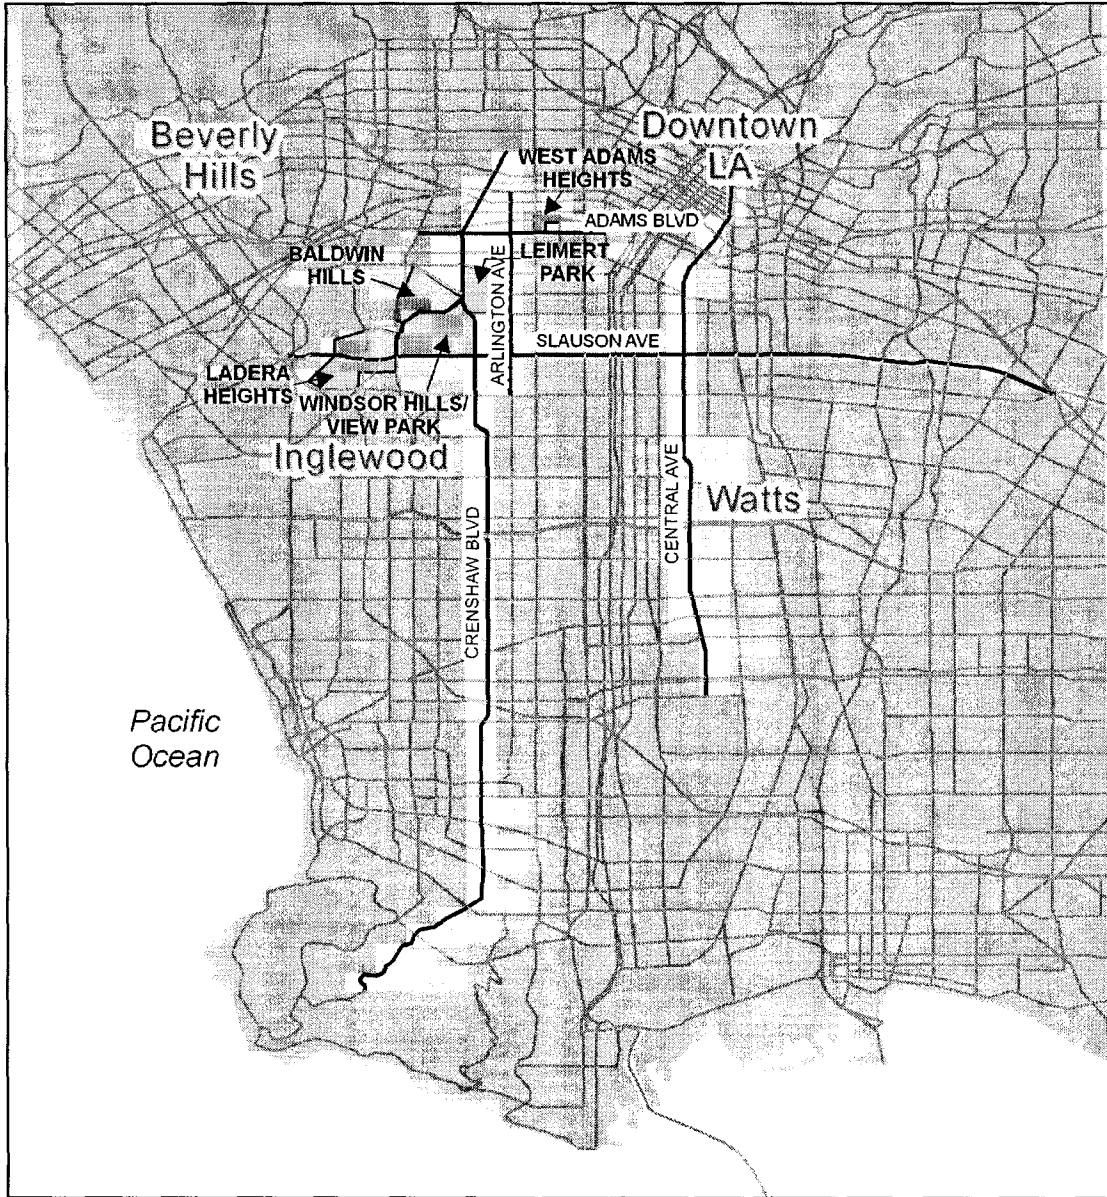 Beverly
Hills
Downtown
LA
WEST ADAMS
HEIGHTS
ADAMS BLVD
BALDWIN
HILLS
LEIMERT
PARK
ARLINGTON AVE
SLAUSON AVE
LADERA
HEIGHTS
WINDSOR HILLS/
VIEW PARK
Inglewood
CRENSHAW BLVD
CENTRAL AVE
Watts
Pacific
Ocean